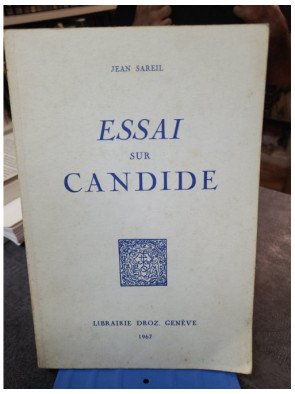 JEAN SAREIL
ESSAI
SUR
CANDIDE
LIBRAIRIE DROZ. GENÈVE
1967